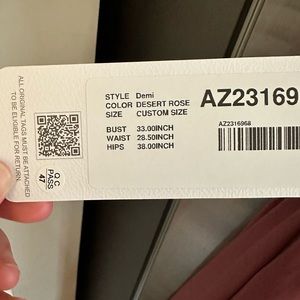 ALL ORIGINAL TAGS MUST BE ATTACHED
TO BE ELIGIBLE FOR RETURN.
Q.C
PASS
47
STYLE Demi
COLOR DESERT ROSE
SIZE CUSTOM SIZE
BUST 33.00INCH
WAIST 28.50INCH
HIPS 38.00INCH
AZ23169
AZ2316968